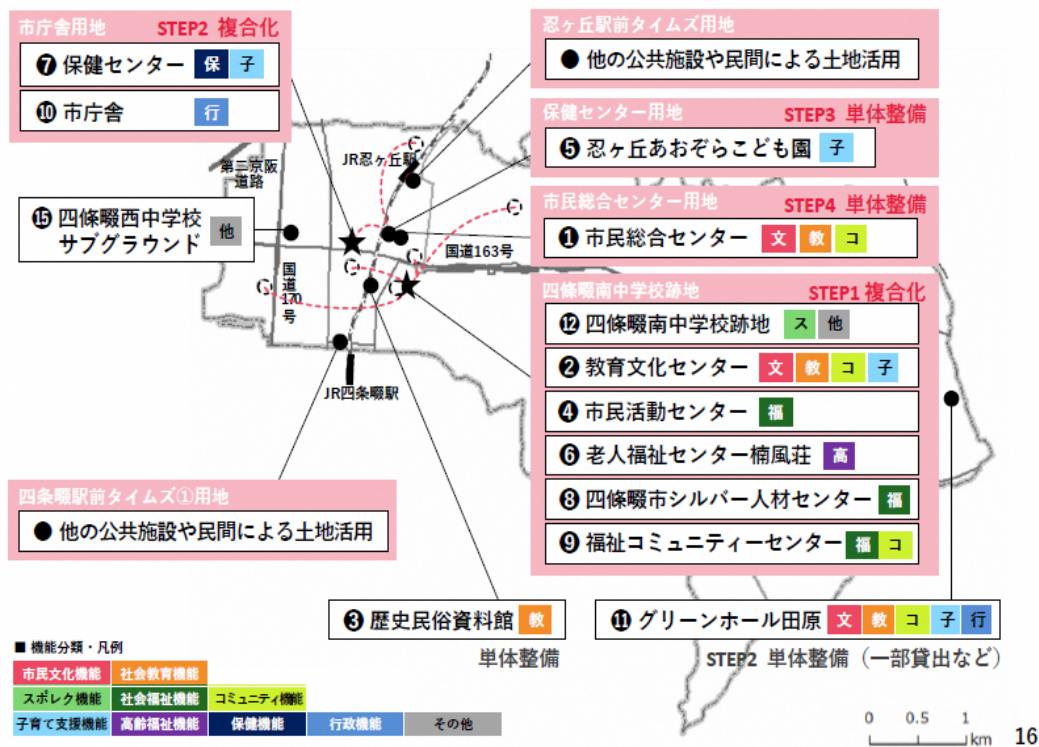 市庁舎用地 STEP2 複合化
❼ 保健センター 保 子
❿ 市庁舎 行
忍ヶ丘駅前タイムズ用地
● 他の公共施設や民間による土地活用
保健センター用地 STEP3 単体整備
❺ 忍ヶ丘あおぞらこども園 子
市民総合センター用地 STEP4 単体整備
❶ 市民総合センター 文 教 コ
四條畷南中学校跡地 STEP1 複合化
⓬ 四條畷南中学校跡地 ス 他
❷ 教育文化センター 文 教 コ 子
❹ 市民活動センター 福
❻ 老人福祉センター楠風荘 高
❽ 四條畷市シルバー人材センター 福
❾ 福祉コミュニティーセンター 福 コ
第二京阪
道路
JR忍ヶ丘駅
⓯ 四條畷西中学校
サブグラウンド 他
国道163号
国
道
170
号
JR四条畷駅
四条畷駅前タイムズ①用地
● 他の公共施設や民間による土地活用
❸ 歴史民俗資料館 教
単体整備
⓫ グリーンホール田原 文 教 コ 子 行
STEP2 単体整備（一部貸出など）
■ 機能分類・凡例
市民文化機能 社会教育機能
スポレク機能 社会福祉機能 コミュニティ機能
子育て支援機能 高齢福祉機能 保健機能 行政機能 その他
0 0.5 1
km
16